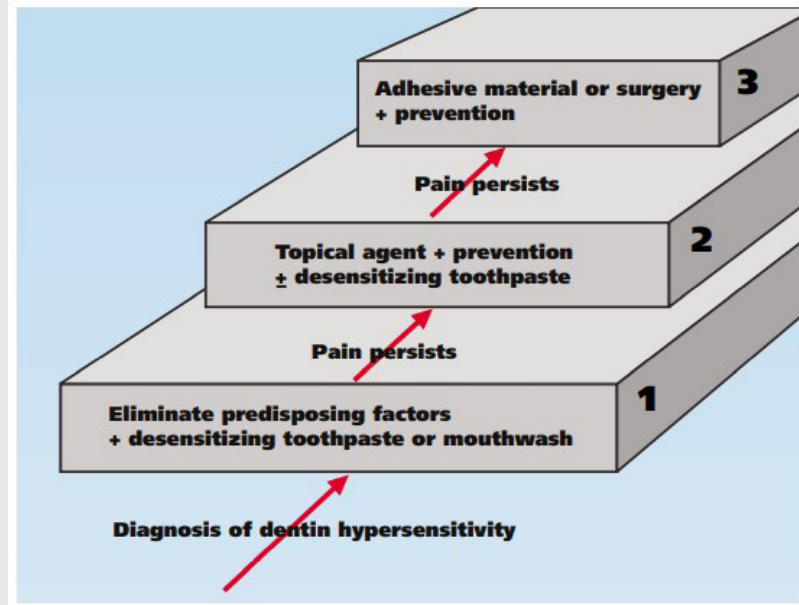 Adhesive material or surgery
+ prevention
3
Pain persists
Topical agent + prevention
± desensitizing toothpaste
2
Pain persists
Eliminate predisposing factors
+ desensitizing toothpaste or mouthwash
1
Diagnosis of dentin hypersensitivity